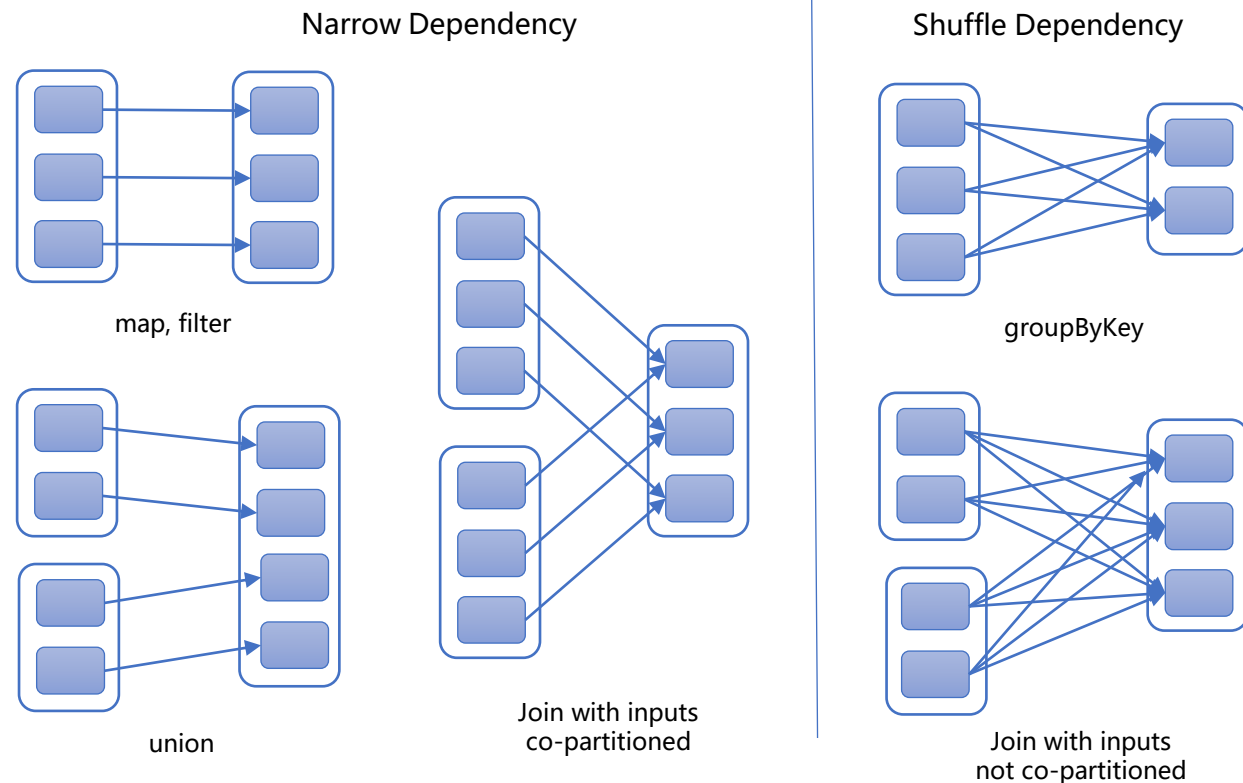 Narrow Dependency
Shuffle Dependency
map, filter
groupByKey
union
Join with inputs
co-partitioned
Join with inputs
not co-partitioned